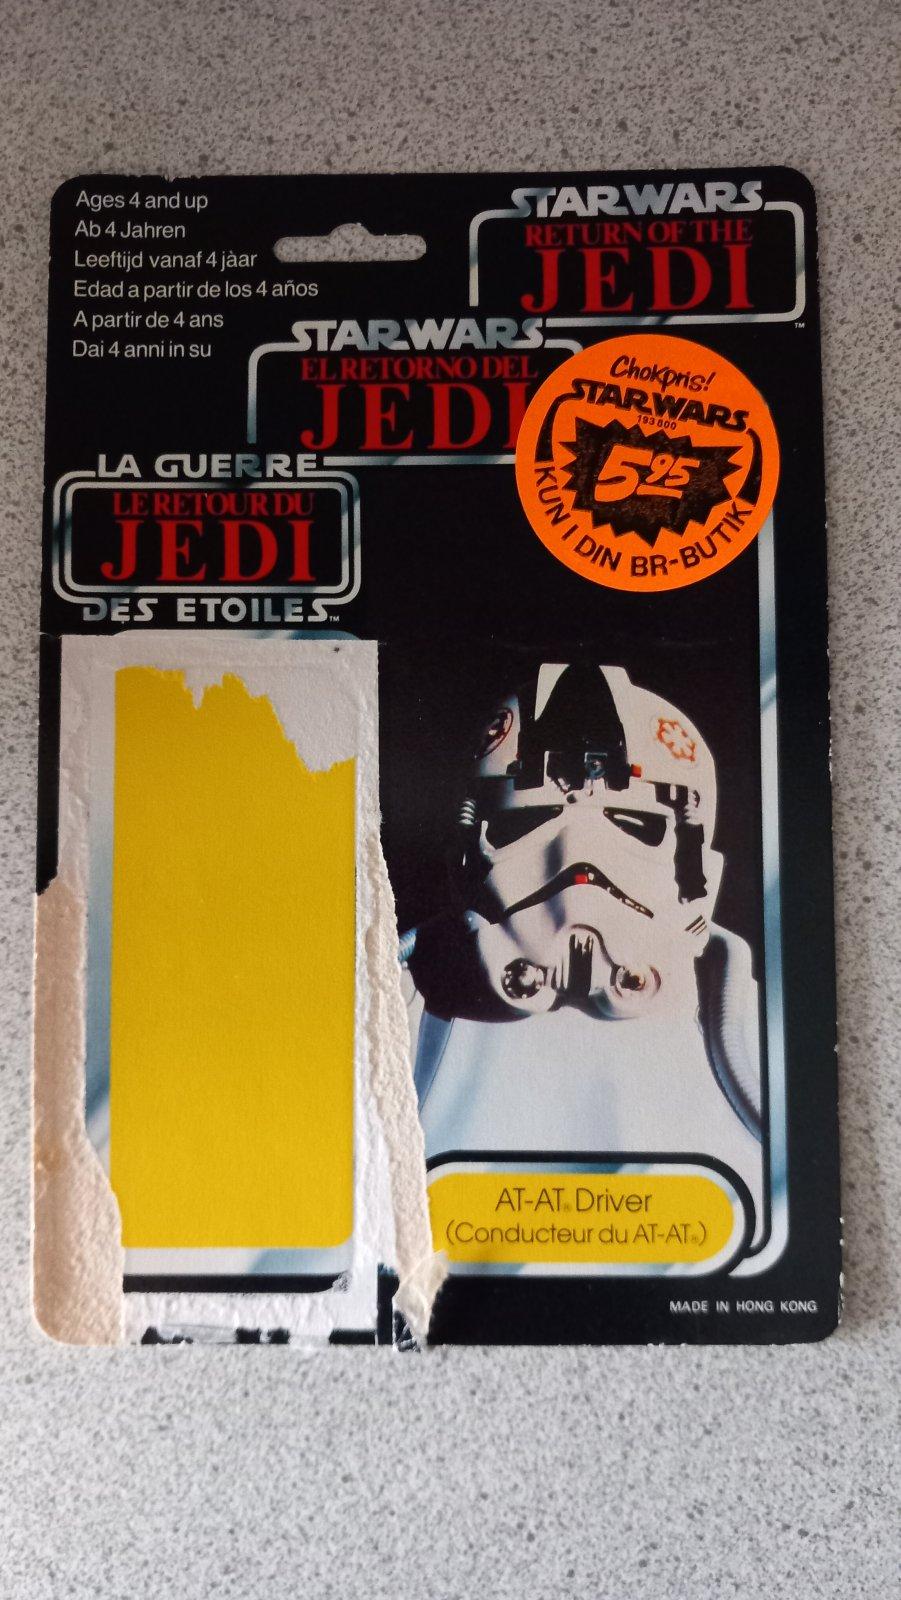 Ages 4 and up
Ab 4 Jahren
Leeftijd vanaf 4 jàar
Edad a partir de los 4 años
A partir de 4 ans
Dai 4 anni in su
STAR WARS
RETURN OF THE
JEDI
TM
STAR WARS
EL RETORNO DEL
JEDI
LA GUERRE
LE RETOUR DU
JEDI
DES ETOILES TM
Chokpris!
STAR WARS
193800
5.95
KUN I DIN BR-BUTIK
AT-AT® Driver
(Conducteur du AT-AT®)
MADE IN HONG KONG